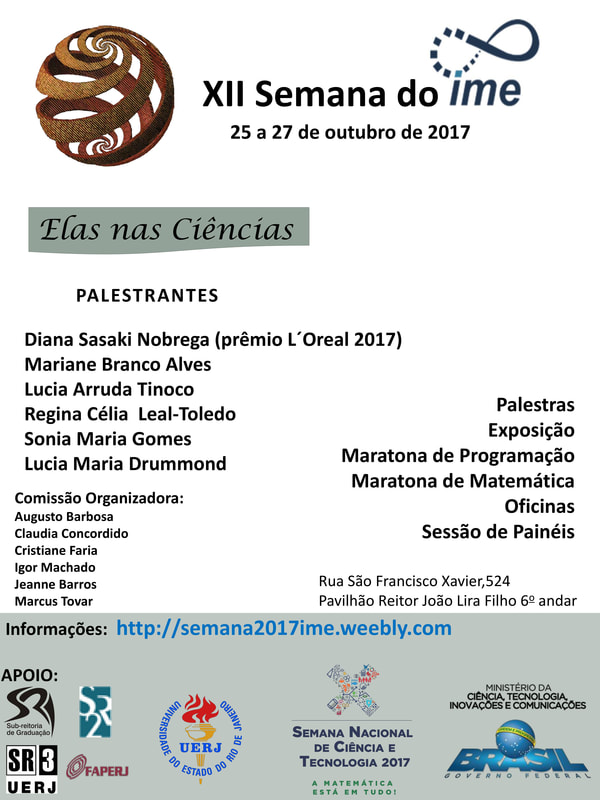 XII Semana do ime
25 a 27 de outubro de 2017
Elas nas Ciências
PALESTRANTES
Diana Sasaki Nobrega (prêmio L´Oreal 2017)
Mariane Branco Alves
Lucia Arruda Tinoco
Regina Célia Leal-Toledo
Sonia Maria Gomes
Lucia Maria Drummond
Palestras
Exposição
Maratona de Programação
Maratona de Matemática
Oficinas
Sessão de Painéis
Comissão Organizadora:
Augusto Barbosa
Claudia Concordido
Cristiane Faria
Igor Machado
Jeanne Barros
Marcus Tovar
Rua São Francisco Xavier,524
Pavilhão Reitor João Lira Filho 6º andar
Informações: http://semana2017ime.weebly.com
APOIO:
SR
Sub-reitoria
de Graduação
SR2
SR3
UERJ
FAPERJ
UNIVERSIDADE DO ESTADO DO RIO DE JANEIRO
UERJ
SEMANA NACIONAL
DE CIÊNCIA E
TECNOLOGIA 2017
A MATEMÁTICA
ESTÁ EM TUDO!
MINISTÉRIO DA
CIÊNCIA, TECNOLOGIA,
INOVAÇÕES E COMUNICAÇÕES
BRASIL
GOVERNO FEDERAL